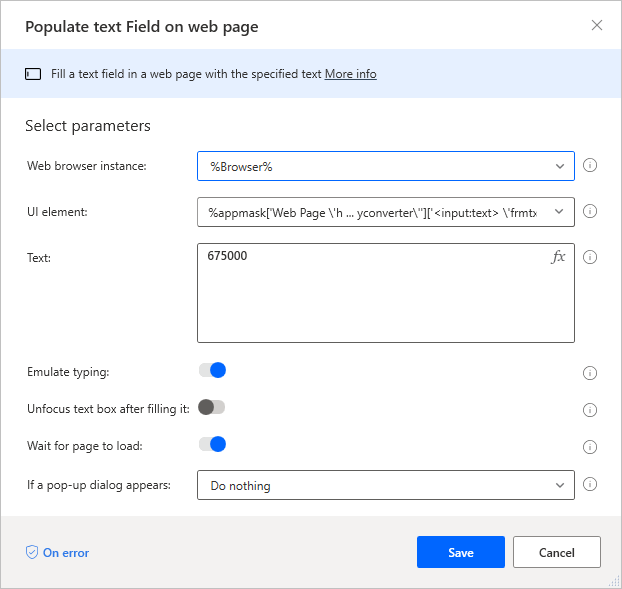 Populate text Field on web page
Fill a text field in a web page with the specified text More info
Select parameters
Web browser instance: %Browser%
UI element: %appmask['Web Page \'h ... yconverter\'']['<input:text> \'frmtx
Text: 675000 fx
Emulate typing:
Unfocus text box after filling it:
Wait for page to load:
If a pop-up dialog appears: Do nothing
On error Save Cancel